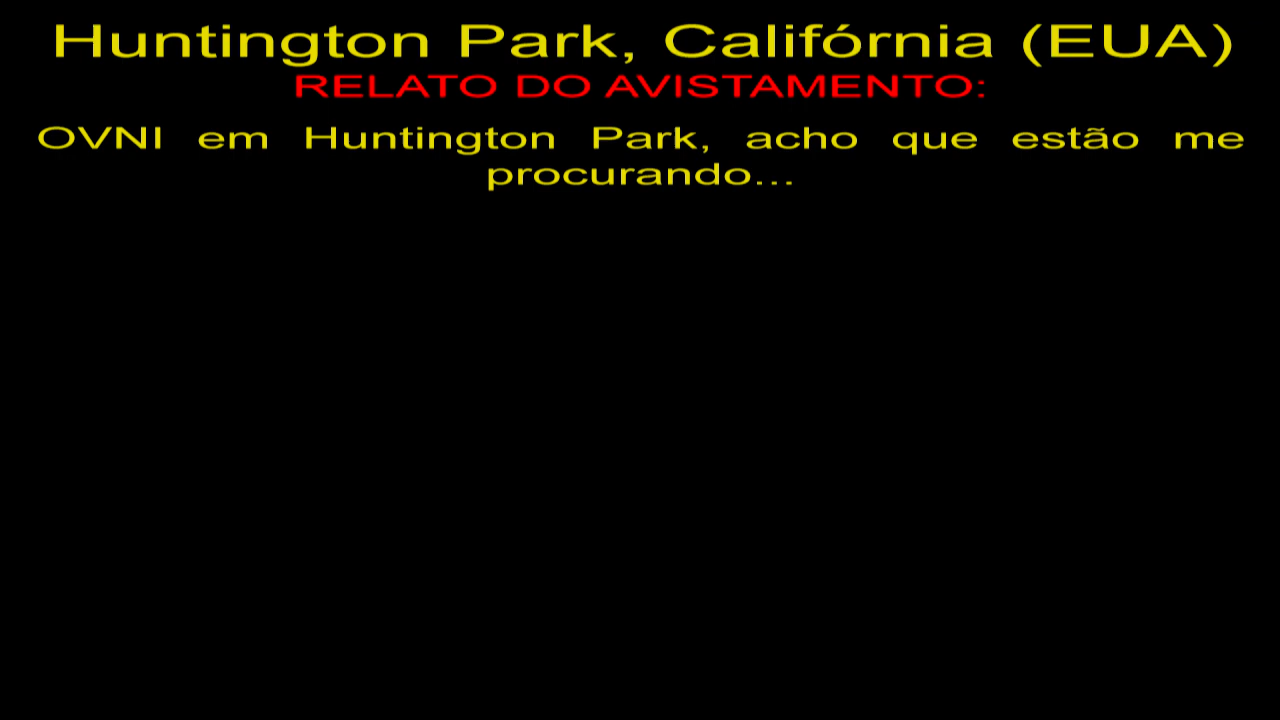 Huntington Park, Califórnia (EUA)
RELATO DO AVISTAMENTO:
OVNI em Huntington Park, acho que estão me
procurando...